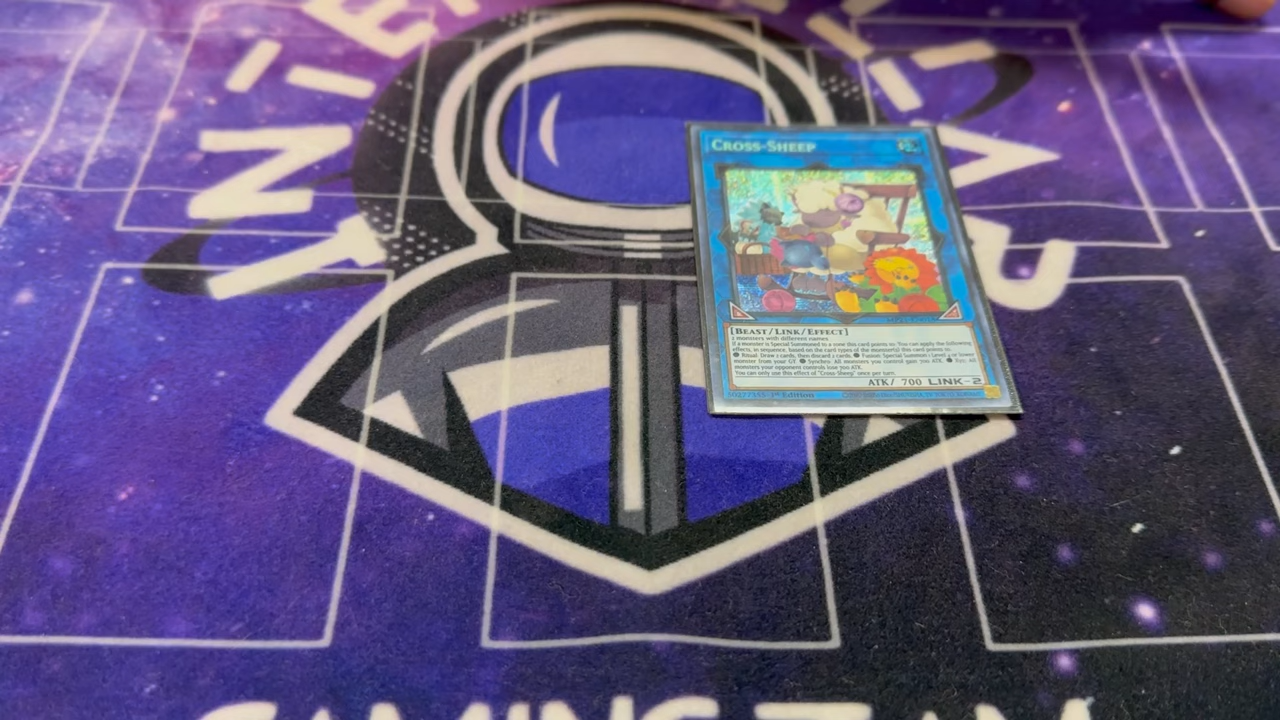 CROSS-SHEEP
[BEAST/LINK/EFFECT]
2 monsters with different names
If a monster is Special Summoned to a zone this card points to: You can apply the following
effects, in sequence, based on the card types of the monster(s) this card points to.
● Ritual: Draw 2 cards, then discard 2 cards. ● Fusion: Special Summon 1 Level 4 or lower
monster from your GY. ● Synchro: All monsters you control gain 700 ATK. ● Xyz: All
monsters your opponent controls lose 700 ATK.
You can only use this effect of "Cross-Sheep" once per turn.
ATK/ 700 LINK-2
1st Edition
GAMING TEAM